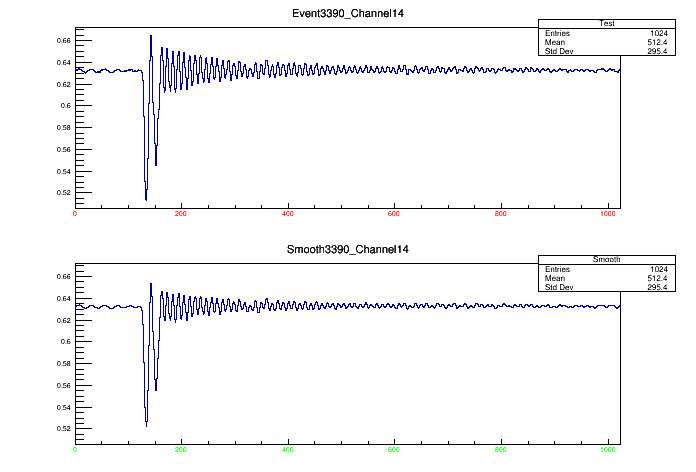 Event3390_Channel14
Test
Entries 1024
Mean 512.4
Std Dev 295.4
0.66
0.64
0.62
0.6
0.58
0.56
0.54
0.52
0 200 400 600 800 1000
Smooth3390_Channel14
Smooth
Entries 1024
Mean 512.4
Std Dev 295.4
0.66
0.64
0.62
0.6
0.58
0.56
0.54
0.52
0 200 400 600 800 1000